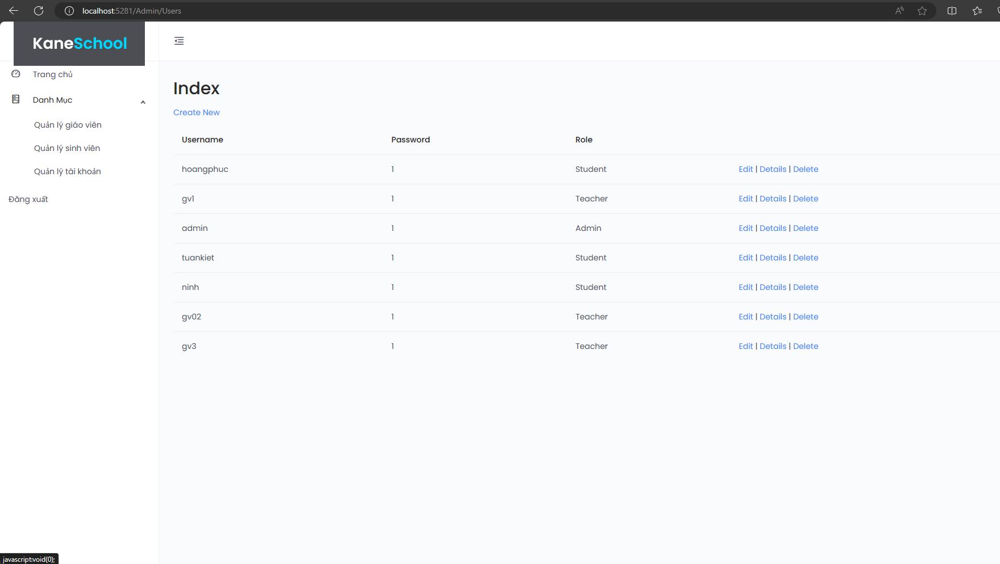 localhost:5281/Admin/Users
KaneSchool
Trang chủ
Danh Mục
Quản lý giáo viên
Quản lý sinh viên
Quản lý tài khoản
Đăng xuất
Index
Create New
Username Password Role
hoangphuc 1 Student Edit | Details | Delete
gv1 1 Teacher Edit | Details | Delete
admin 1 Admin Edit | Details | Delete
tuankiet 1 Student Edit | Details | Delete
ninh 1 Student Edit | Details | Delete
gv02 1 Teacher Edit | Details | Delete
gv3 1 Teacher Edit | Details | Delete
javascript:void(0);